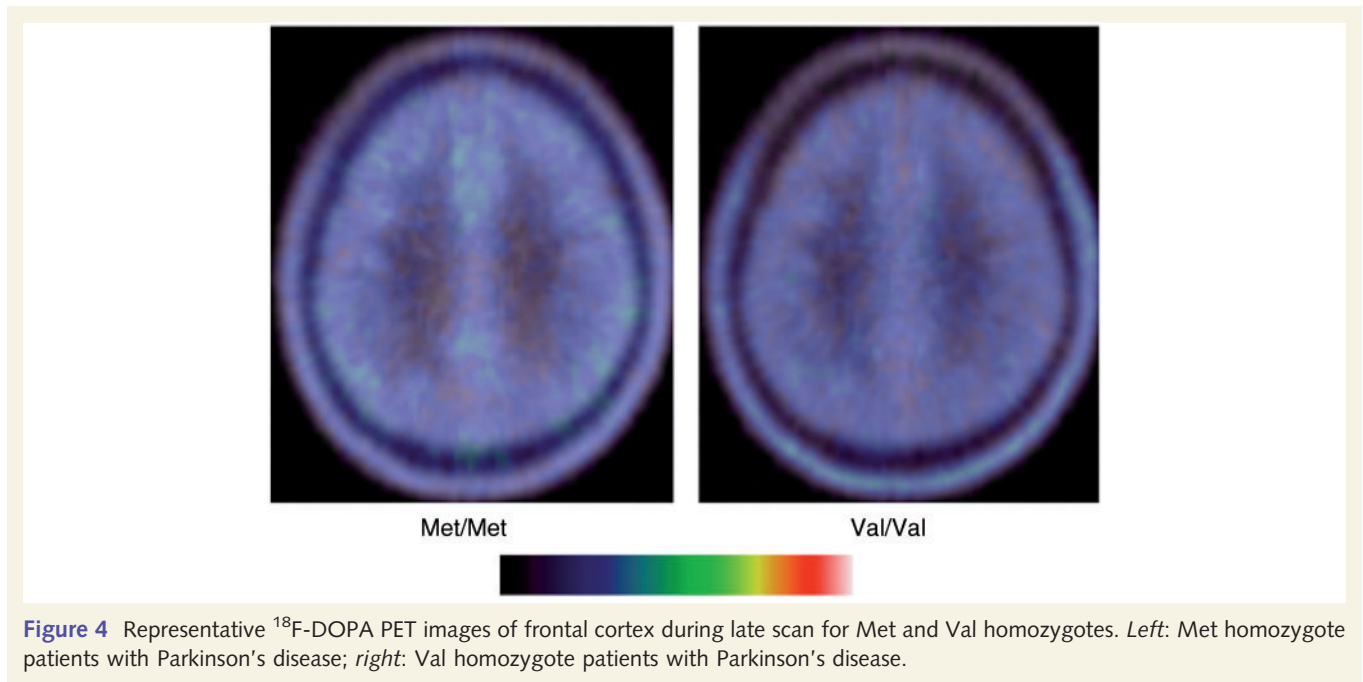 Met/Met
Val/Val
Figure 4 Representative ¹⁸F-DOPA PET images of frontal cortex during late scan for Met and Val homozygotes. Left: Met homozygote
patients with Parkinson's disease; right: Val homozygote patients with Parkinson's disease.